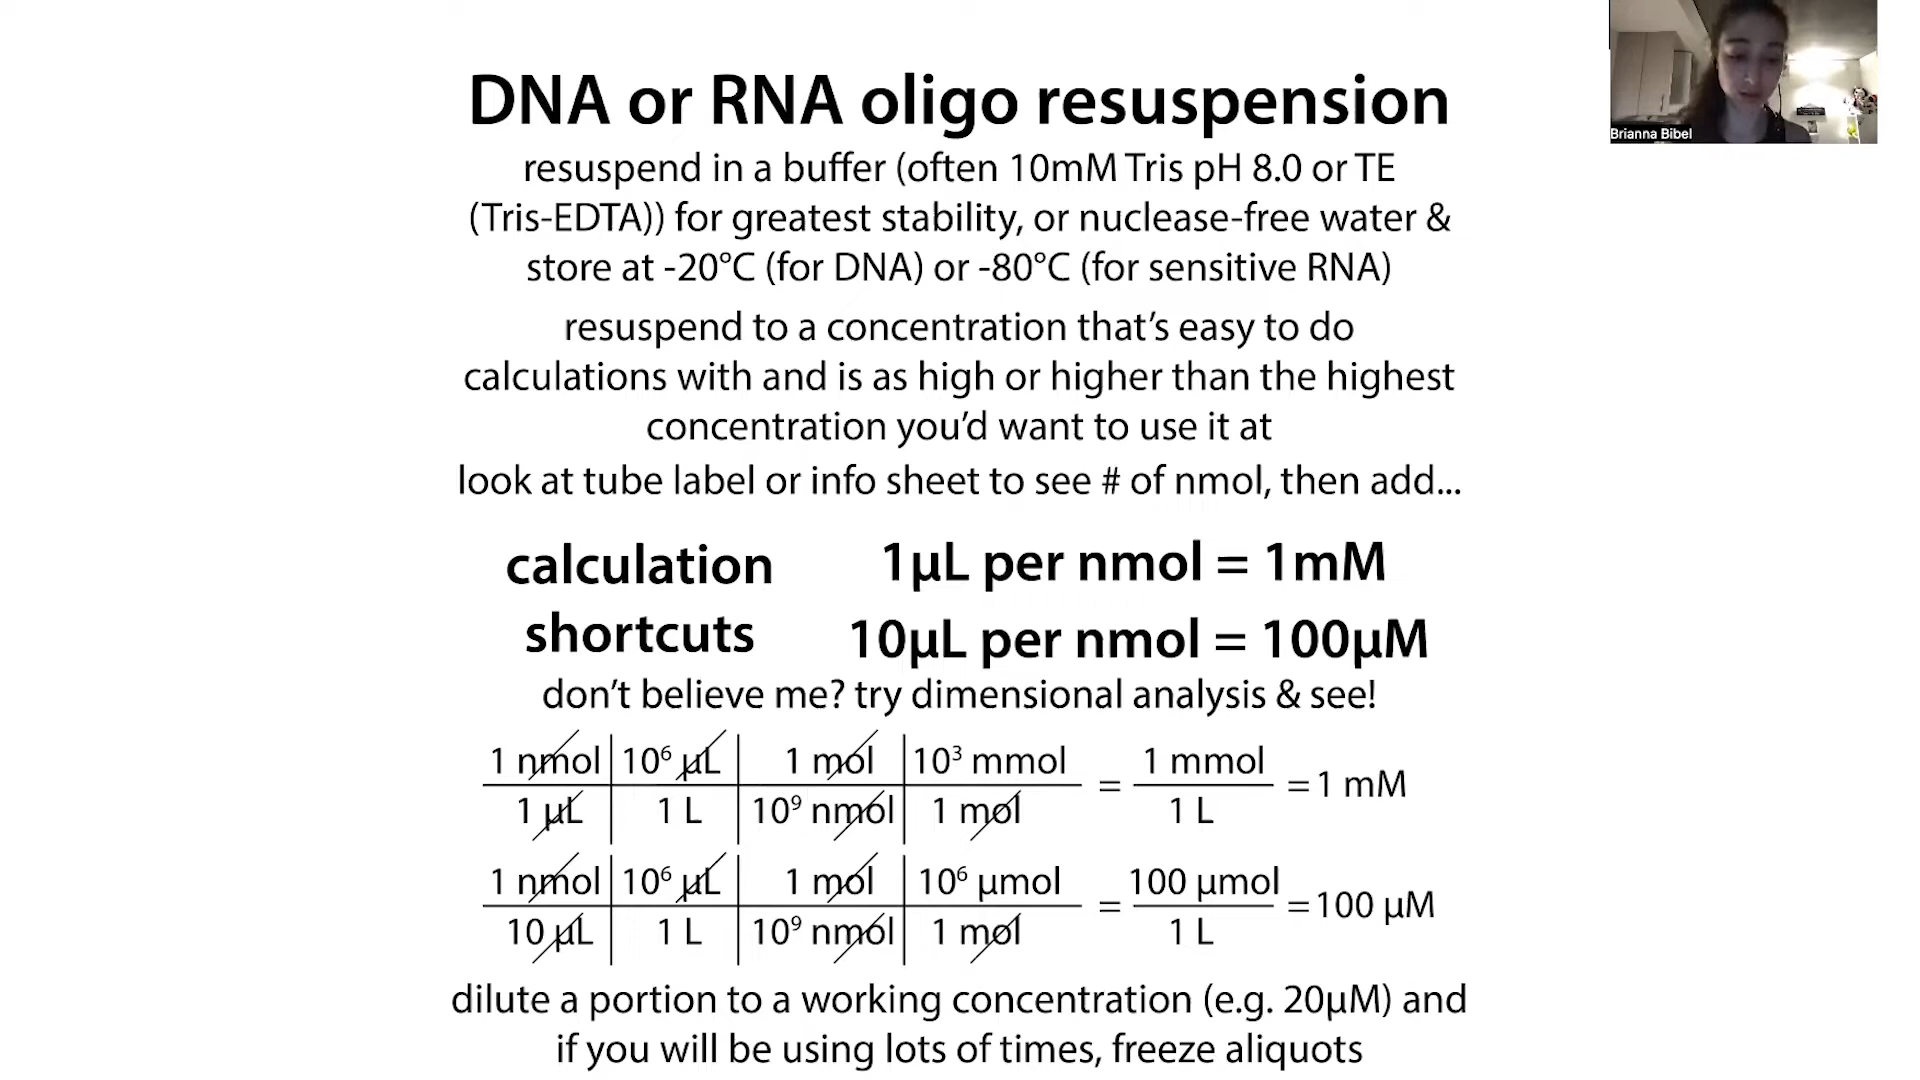 DNA or RNA oligo resuspension
Brianna Bibel
resuspend in a buffer (often 10mM Tris pH 8.0 or TE
(Tris-EDTA)) for greatest stability, or nuclease-free water &
store at -20°C (for DNA) or -80°C (for sensitive RNA)
resuspend to a concentration that's easy to do
calculations with and is as high or higher than the highest
concentration you'd want to use it at
look at tube label or info sheet to see # of nmol, then add...
calculation
shortcuts
1µL per nmol = 1mM
10µL per nmol = 100µM
don't believe me? try dimensional analysis & see!
1 nmol | 10⁶ µL | 1 mol | 10³ mmol = 1 mmol = 1 mM
1 µL | 1 L | 10⁹ nmol | 1 mol 1 L
1 nmol | 10⁶ µL | 1 mol | 10⁶ µmol = 100 µmol = 100 µM
10 µL | 1 L | 10⁹ nmol | 1 mol 1 L
dilute a portion to a working concentration (e.g. 20µM) and
if you will be using lots of times, freeze aliquots